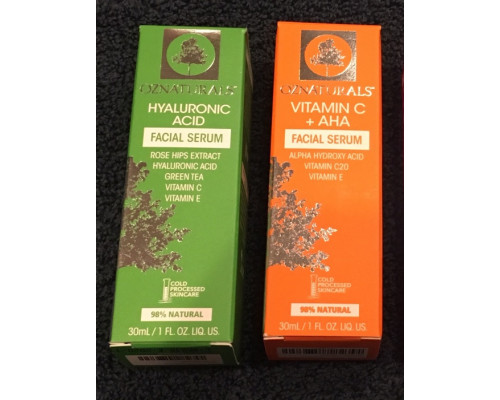 OZNATURALS
HYALURONIC
ACID
FACIAL SERUM
ROSE HIPS EXTRACT
HYALURONIC ACID
GREEN TEA
VITAMIN C
VITAMIN E
1 COLD
PROCESSED
SKINCARE
98% NATURAL
30mL / 1 FL. OZ. LIQ. US.
OZNATURALS
VITAMIN C
+ AHA
FACIAL SERUM
ALPHA HYDROXY ACID
VITAMIN C20
VITAMIN E
1 COLD
PROCESSED
SKINCARE
98% NATURAL
30mL / 1 FL. OZ. LIQ. US.